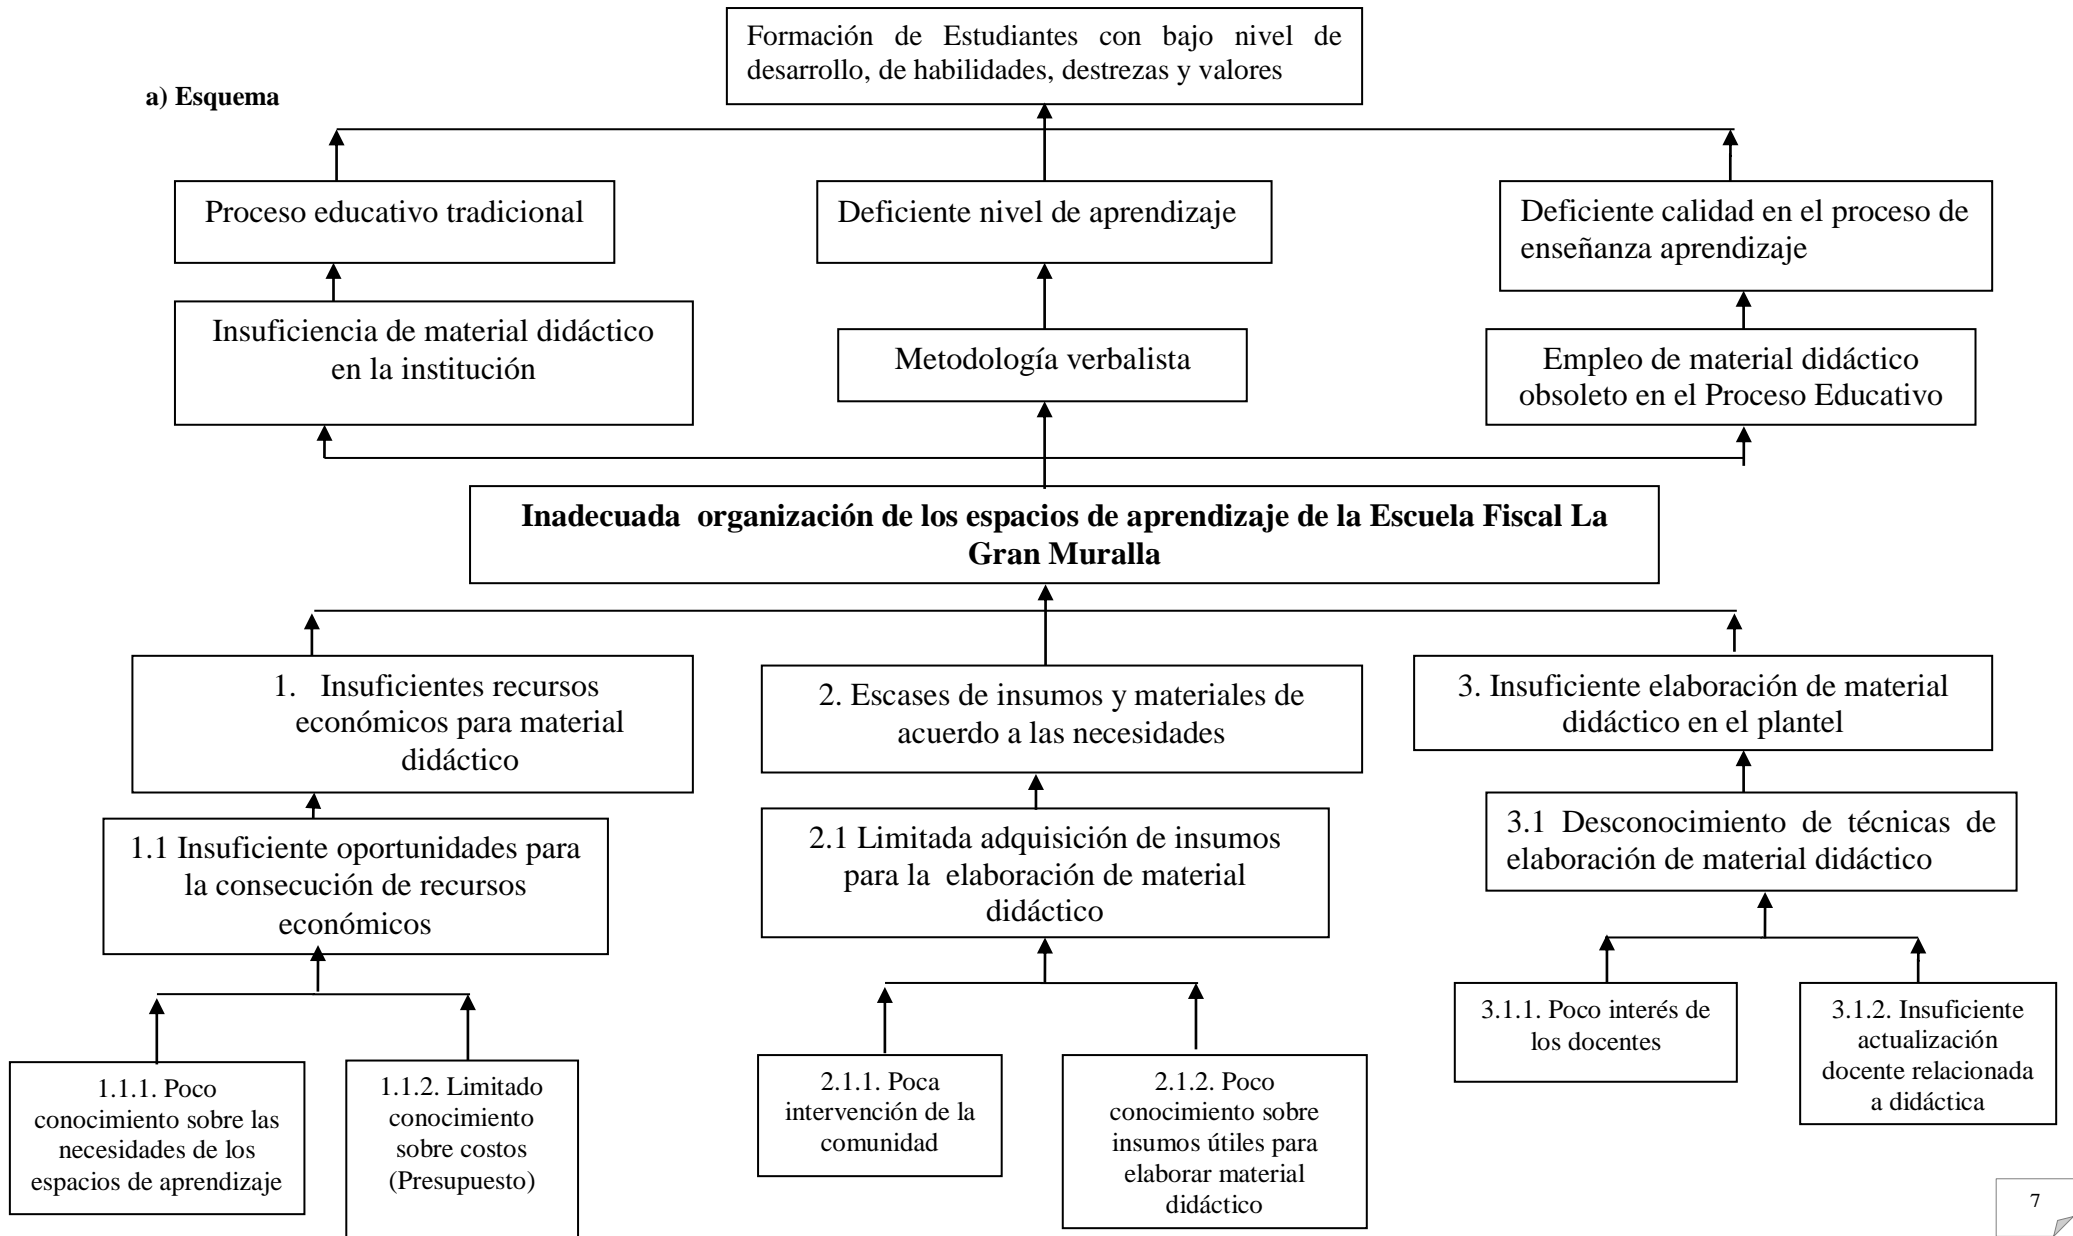 Formación de Estudiantes con bajo nivel de
desarrollo, de habilidades, destrezas y valores
a) Esquema
Proceso educativo tradicional
Deficiente nivel de aprendizaje
Deficiente calidad en el proceso de
enseñanza aprendizaje
Insuficiencia de material didáctico
en la institución
Metodología verbalista
Empleo de material didáctico
obsoleto en el Proceso Educativo
Inadecuada organización de los espacios de aprendizaje de la Escuela Fiscal La
Gran Muralla
1. Insuficientes recursos
económicos para material
didáctico
2. Escases de insumos y materiales de
acuerdo a las necesidades
3. Insuficiente elaboración de material
didáctico en el plantel
1.1 Insuficiente oportunidades para
la consecución de recursos
económicos
2.1 Limitada adquisición de insumos
para la elaboración de material
didáctico
3.1 Desconocimiento de técnicas de
elaboración de material didáctico
1.1.1. Poco
conocimiento sobre las
necesidades de los
espacios de aprendizaje
1.1.2. Limitado
conocimiento
sobre costos
(Presupuesto)
2.1.1. Poca
intervención de la
comunidad
2.1.2. Poco
conocimiento sobre
insumos útiles para
elaborar material
didáctico
3.1.1. Poco interés de
los docentes
3.1.2. Insuficiente
actualización
docente relacionada
a didáctica
7